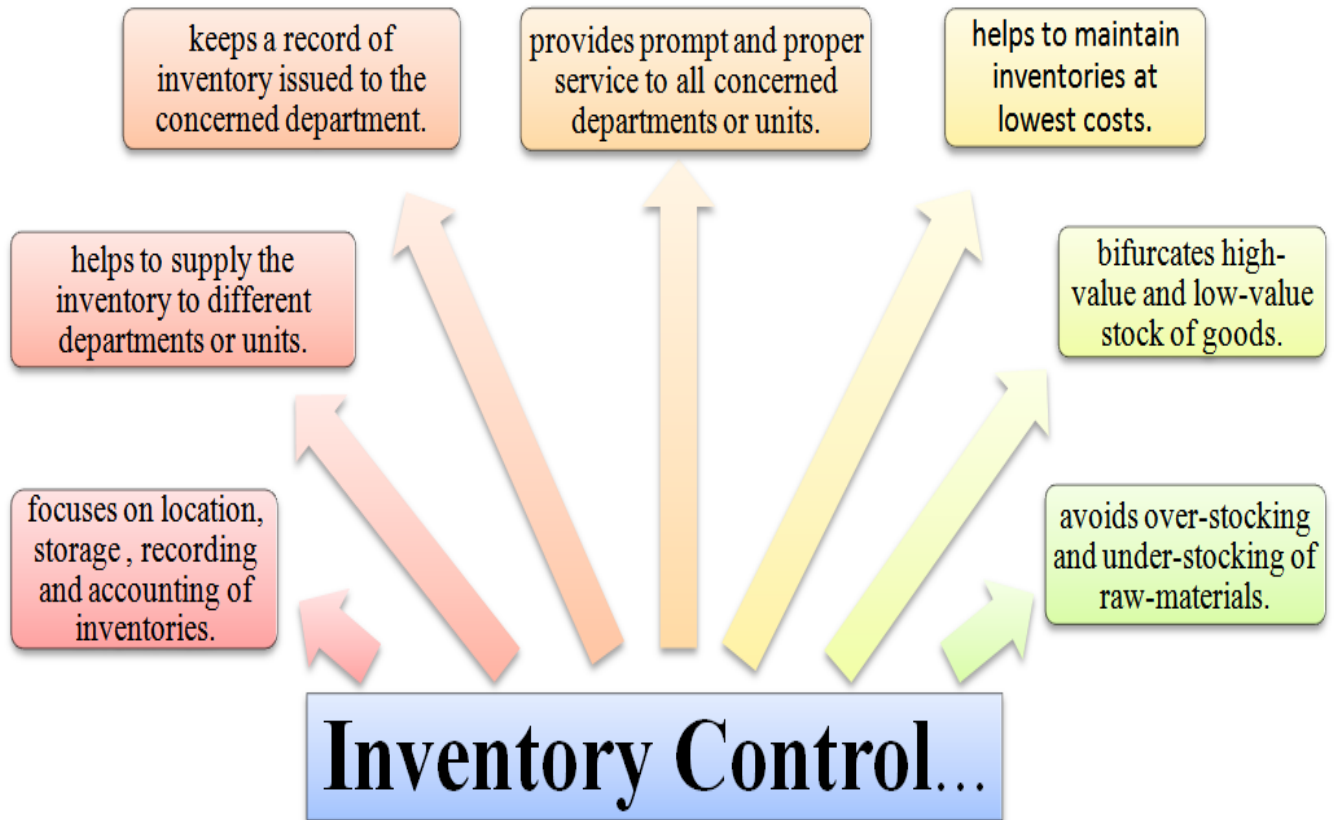 keeps a record of
inventory issued to the
concerned department.
provides prompt and proper
service to all concerned
departments or units.
helps to maintain
inventories at
lowest costs.
helps to supply the
inventory to different
departments or units.
bifurcates high-
value and low-value
stock of goods.
focuses on location,
storage , recording
and accounting of
inventories.
avoids over-stocking
and under-stocking of
raw-materials.
Inventory Control...